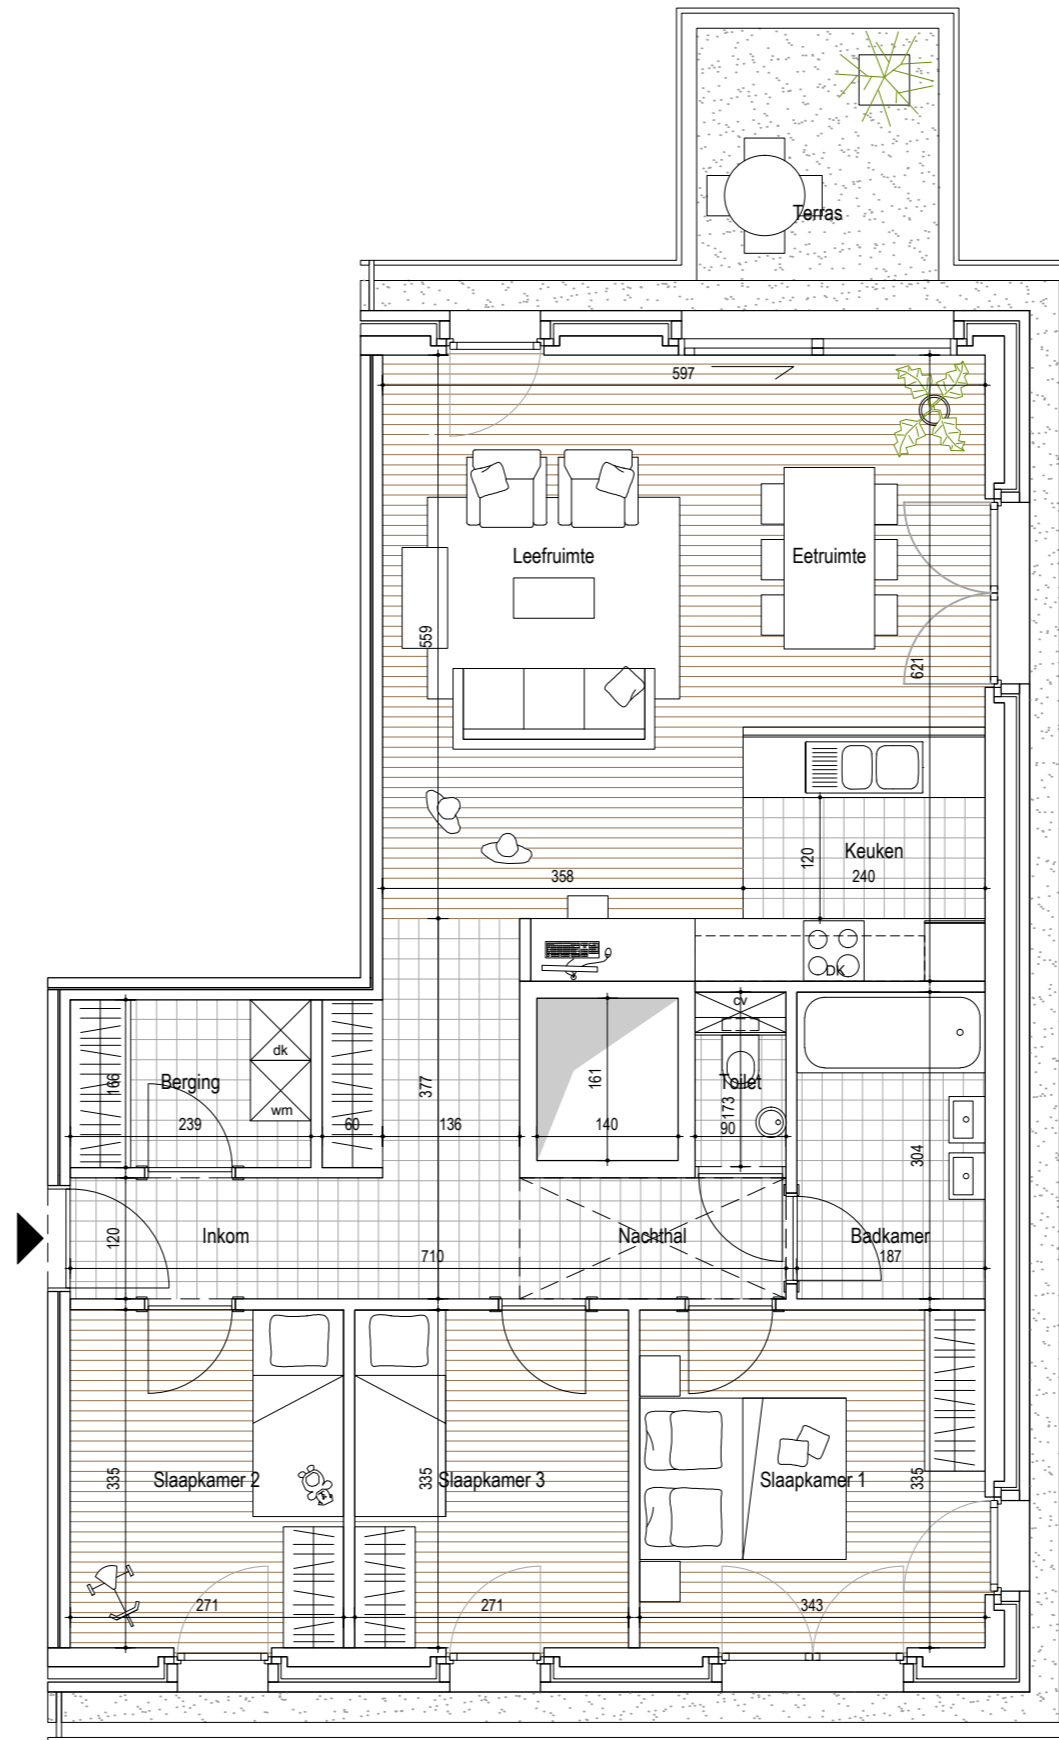 Terras
597
Leefruimte
Eetruimte
559
621
Keuken
120
358
240
DK
cv
dk
161
166
Berging
377
Toilet
wm
173
239
60
136
140
90
304
120
Inkom
Nachthal
Badkamer
710
187
335
Slaapkamer 2
335
Slaapkamer 3
Slaapkamer 1
335
271
271
343